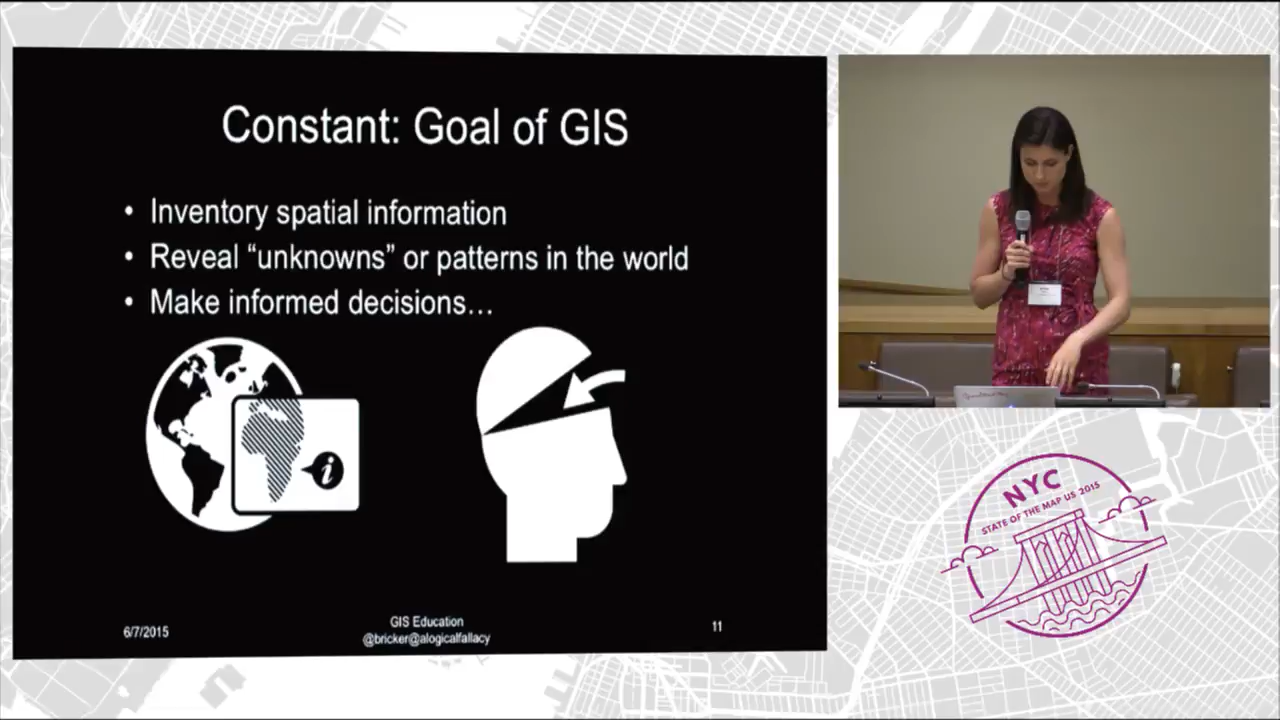 Constant: Goal of GIS
• Inventory spatial information
• Reveal “unknowns” or patterns in the world
• Make informed decisions…
i
6/7/2015
GIS Education
@bricker@alogicalfallacy
11
NYC
STATE OF THE MAP US 2015